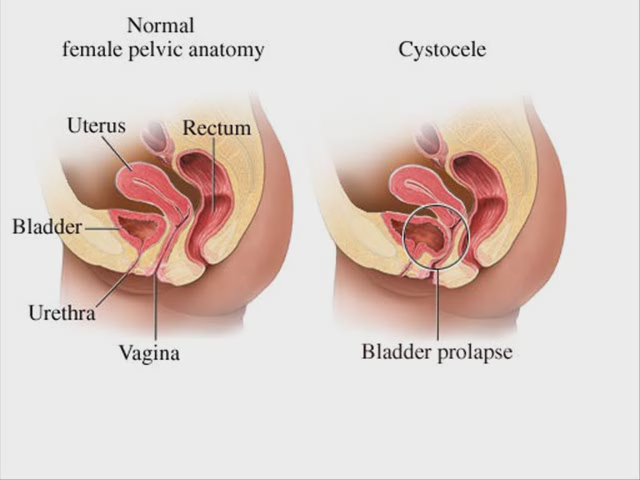 Normal
female pelvic anatomy
Cystocele
Uterus
Rectum
Bladder
Urethra
Vagina
Bladder prolapse